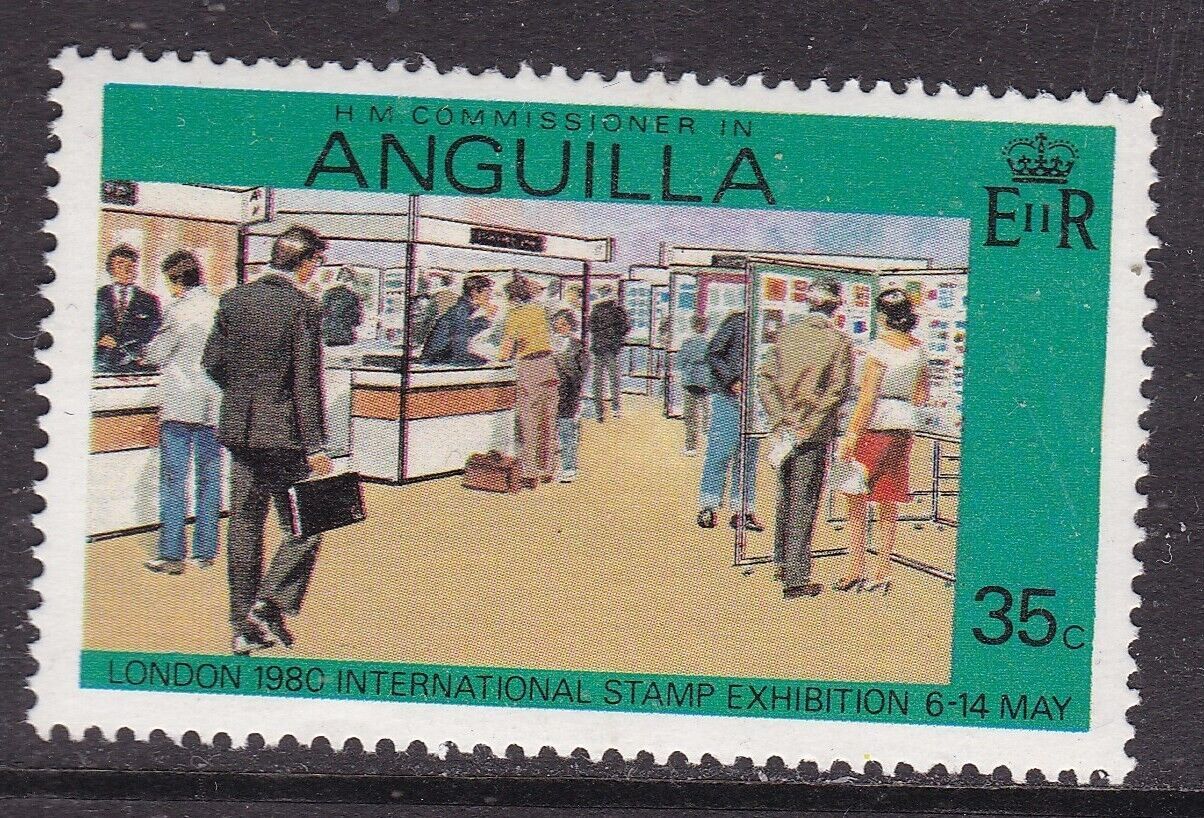 H M COMMISSIONER IN
ANGUILLA
EIIR
35c
LONDON 1980 INTERNATIONAL STAMP EXHIBITION 6-14 MAY